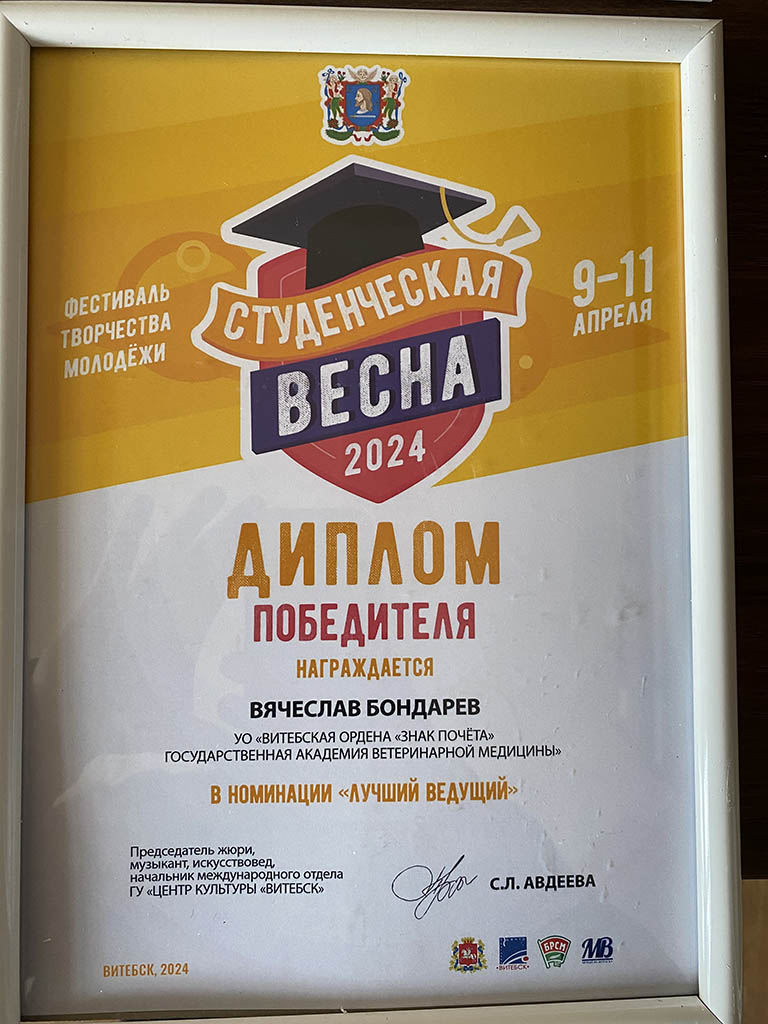 ФЕСТИВАЛЬ
ТВОРЧЕСТВА
МОЛОДЁЖИ
СТУДЕНЧЕСКАЯ
ВЕСНА
2024
9–11
АПРЕЛЯ
ДИПЛОМ
ПОБЕДИТЕЛЯ
НАГРАЖДАЕТСЯ
ВЯЧЕСЛАВ БОНДАРЕВ
УО «ВИТЕБСКАЯ ОРДЕНА «ЗНАК ПОЧЁТА»
ГОСУДАРСТВЕННАЯ АКАДЕМИЯ ВЕТЕРИНАРНОЙ МЕДИЦИНЫ»
В НОМИНАЦИИ «ЛУЧШИЙ ВЕДУЩИЙ»
Председатель жюри,
музыкант, искусствовед,
начальник международного отдела
ГУ «ЦЕНТР КУЛЬТУРЫ «ВИТЕБСК»
С.Л. АВДЕЕВА
ВИТЕБСК, 2024
ВИТЕБСК
БРСМ
МВ